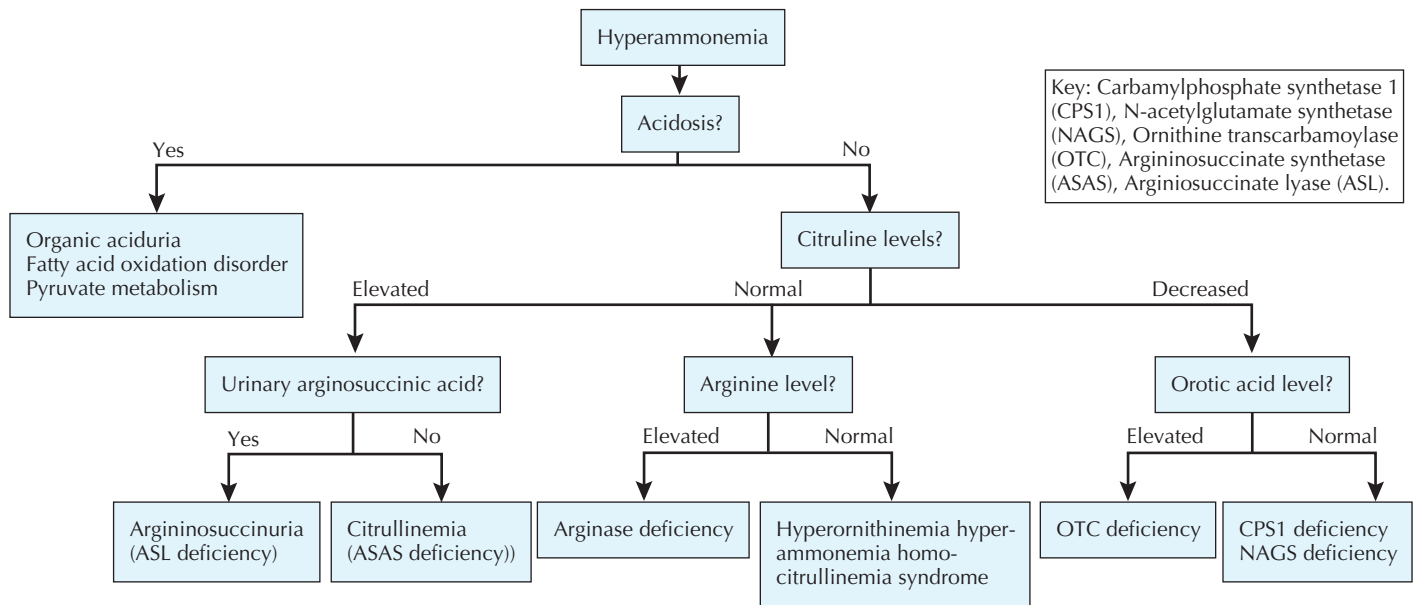 Hyperammonemia
Key: Carbamylphosphate synthetase 1
(CPS1), N-acetylglutamate synthetase
(NAGS), Ornithine transcarbamoylase
(OTC), Argininosuccinate synthetase
(ASAS), Arginiosuccinate lyase (ASL).
Acidosis?
Yes
No
Organic aciduria
Fatty acid oxidation disorder
Pyruvate metabolism
Citruline levels?
Elevated
Normal
Decreased
Urinary arginosuccinic acid?
Arginine level?
Orotic acid level?
Yes
No
Elevated
Normal
Elevated
Normal
Argininosuccinuria
(ASL deficiency)
Citrullinemia
(ASAS deficiency))
Arginase deficiency
Hyperornithinemia hyper-
ammonemia homo-
citrullinemia syndrome
OTC deficiency
CPS1 deficiency
NAGS deficiency